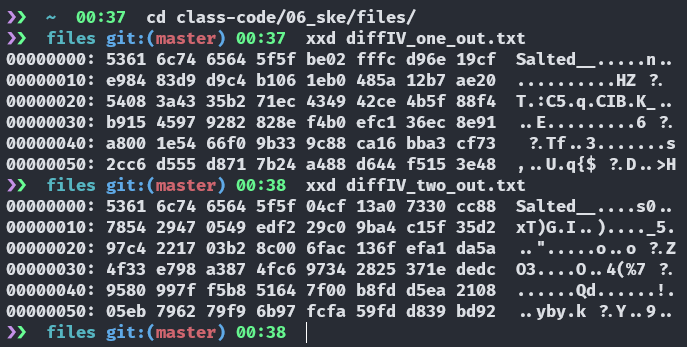 ❯❯  ~  00:37  cd class-code/06_ske/files/
❯❯  files git:(master) 00:37  xxd diffIV_one_out.txt
00000000: 5361 6c74 6564 5f5f be02 fffc d96e 19cf  Salted__.....n..
00000010: e984 83d9 d9c4 b106 1eb0 485a 12b7 ae20  ..........HZ ?.
00000020: 5408 3a43 35b2 71ec 4349 42ce 4b5f 88f4  T.:C5.q.CIB.K_..
00000030: b915 4597 9282 828e f4b0 efc1 36ec 8e91  ..E.........6 ?.
00000040: a800 1e54 66f0 9b33 9c88 ca16 bba3 cf73   ?.Tf..3.......s
00000050: 2cc6 d555 d871 7b24 a488 d644 f515 3e48  ,..U.q{$ ?.D..>H
❯❯  files git:(master) 00:38  xxd diffIV_two_out.txt
00000000: 5361 6c74 6564 5f5f 04cf 13a0 7330 cc88  Salted__....s0..
00000010: 7854 2947 0549 edf2 29c0 9ba4 c15f 35d2  xT)G.I..)...._5.
00000020: 97c4 2217 03b2 8c00 6fac 136f efa1 da5a  ..".....o..o ?.Z
00000030: 4f33 e798 a387 4fc6 9734 2825 371e dedc  O3....O..4(%7 ?.
00000040: 9580 997f f5b8 5164 7f00 b8fd d5ea 2108  ......Qd......!.
00000050: 05eb 7962 79f9 6b97 fcfa 59fd d839 bd92  ..yby.k ?.Y..9..
❯❯  files git:(master) 00:38